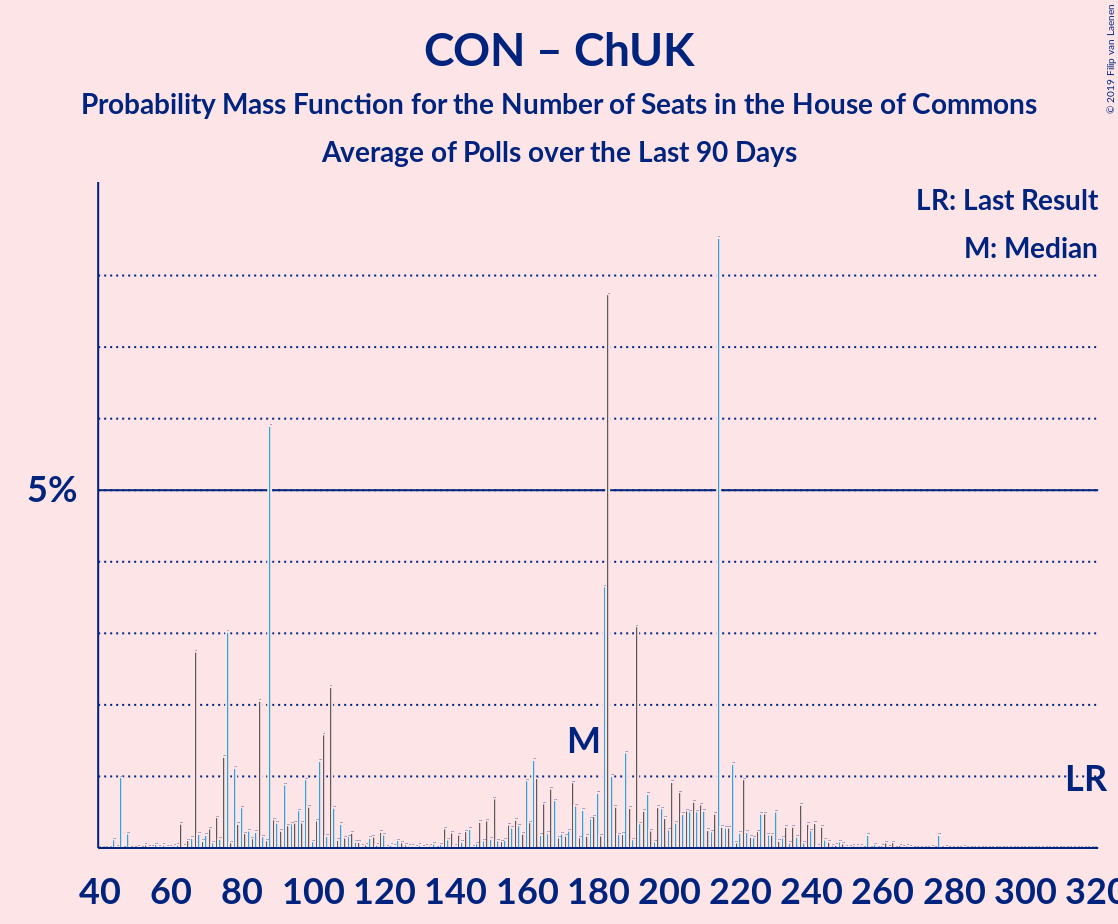 CON – ChUK
Probability Mass Function for the Number of Seats in the House of Commons
Average of Polls over the Last 90 Days
© 2019 Filip van Laenen
LR: Last Result
M: Median
5%
M
LR
40 60 80 100 120 140 160 180 200 220 240 260 280 300 320